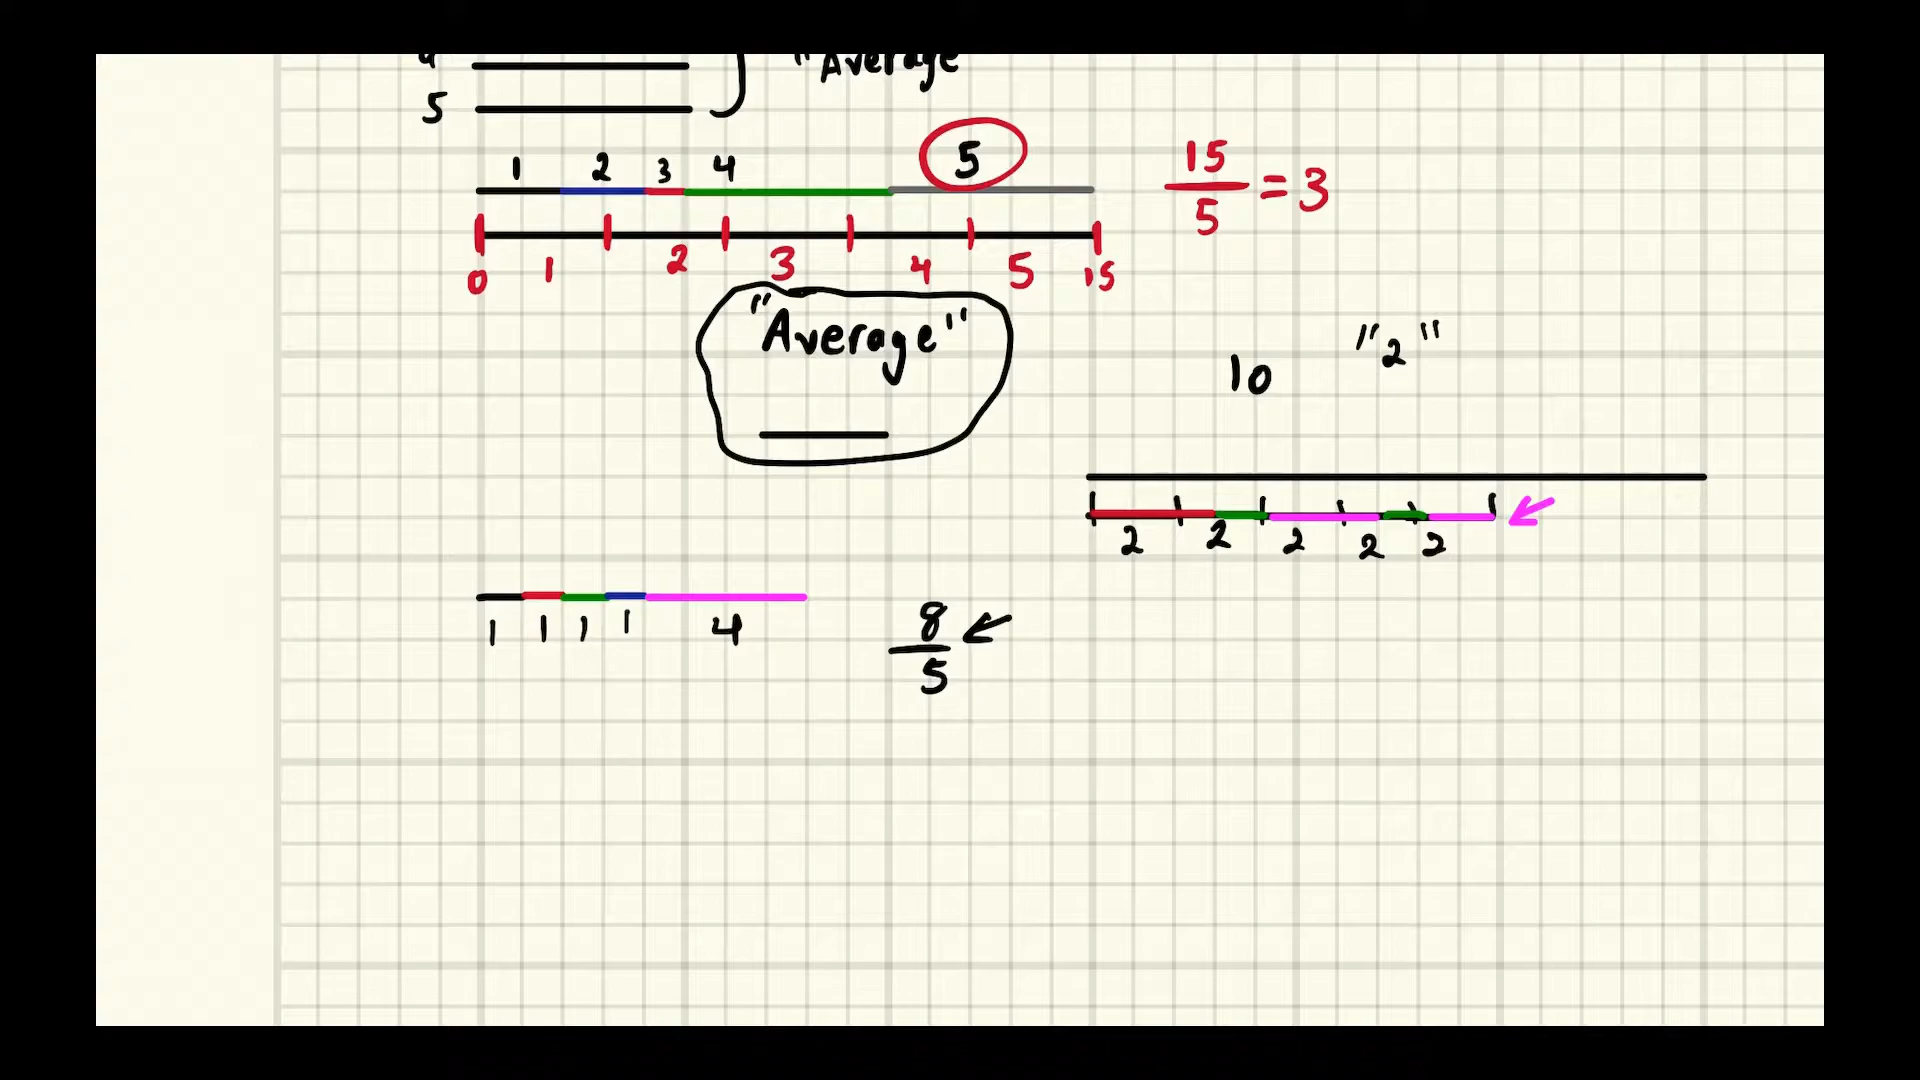 "Average
5
1 2 3 4 5
15
5
= 3
0 1 2 3 4 5 15
"Average"
10 "2"
2 2 2 2 2
1 1 1 1 4
8
5